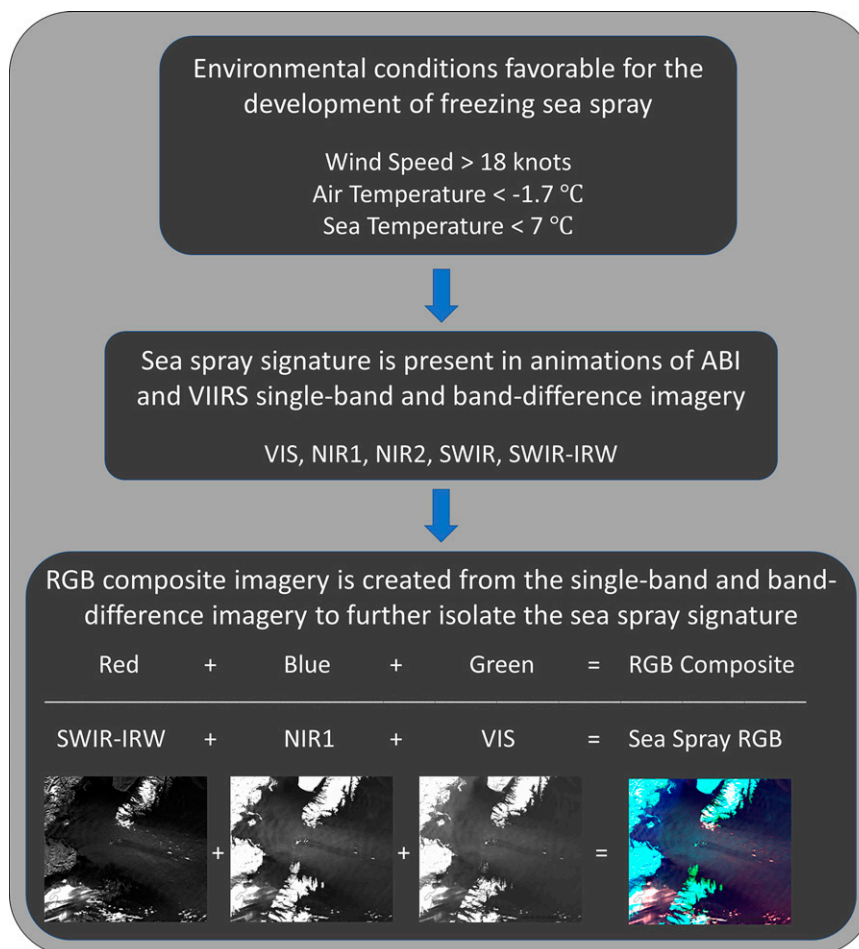 Environmental conditions favorable for the
development of freezing sea spray
Wind Speed > 18 knots
Air Temperature < -1.7 ℃
Sea Temperature < 7 ℃
Sea spray signature is present in animations of ABI
and VIIRS single-band and band-difference imagery
VIS, NIR1, NIR2, SWIR, SWIR-IRW
RGB composite imagery is created from the single-band and band-
difference imagery to further isolate the sea spray signature
Red + Blue + Green = RGB Composite
SWIR-IRW + NIR1 + VIS = Sea Spray RGB
+ + =